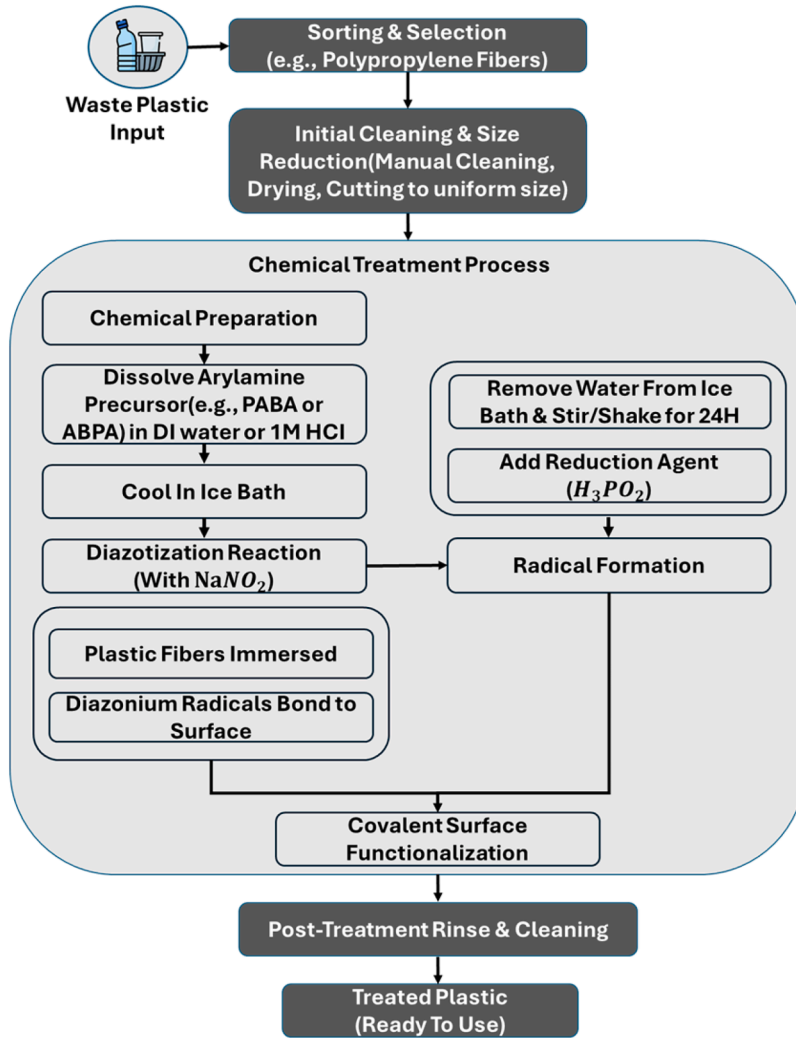 Waste Plastic
Input
Sorting & Selection
(e.g., Polypropylene Fibers)
Initial Cleaning & Size
Reduction(Manual Cleaning,
Drying, Cutting to uniform size)
Chemical Treatment Process
Chemical Preparation
Dissolve Arylamine
Precursor(e.g., PABA or
ABPA) in DI water or 1M HCl
Cool In Ice Bath
Diazotization Reaction
(With NaNO₂)
Remove Water From Ice
Bath & Stir/Shake for 24H
Add Reduction Agent
(H₃PO₂)
Radical Formation
Plastic Fibers Immersed
Diazonium Radicals Bond to
Surface
Covalent Surface
Functionalization
Post-Treatment Rinse & Cleaning
Treated Plastic
(Ready To Use)